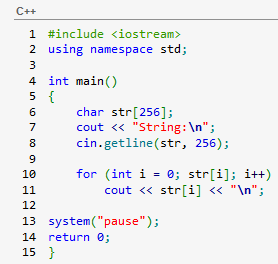 C++
1 #include <iostream>
2 using namespace std;
3
4 int main()
5 {
6     char str[256];
7     cout << "String:\n";
8     cin.getline(str, 256);
9
10     for (int i = 0; str[i]; i++)
11         cout << str[i] << "\n";
12
13 system("pause");
14 return 0;
15 }